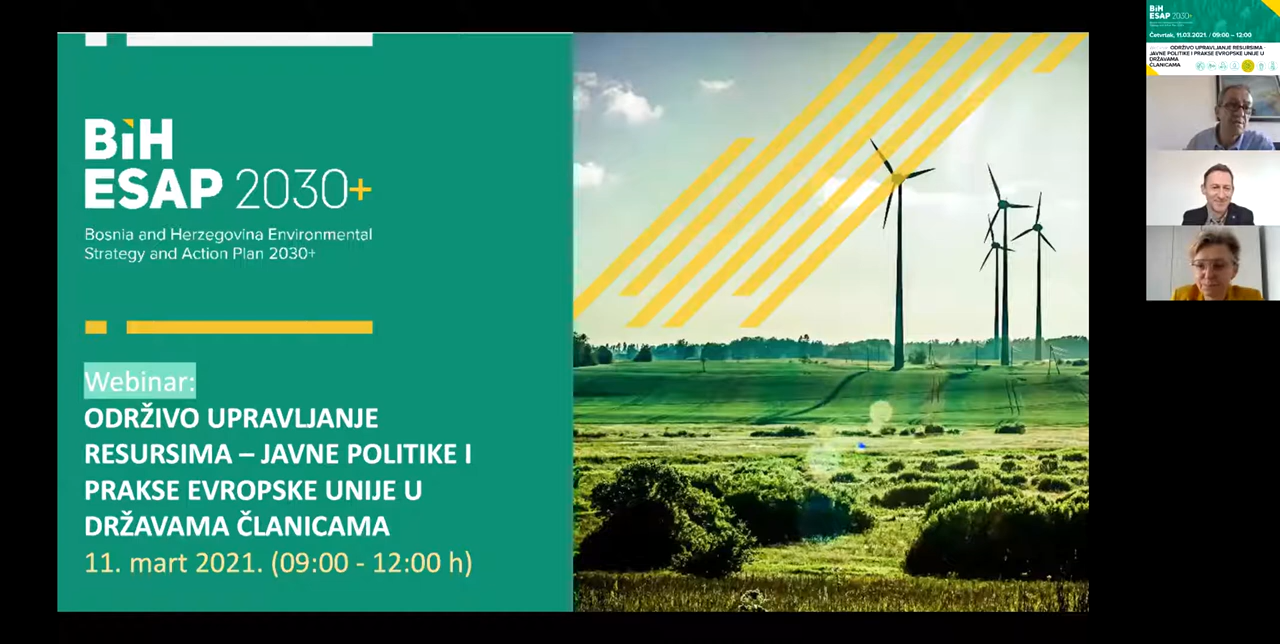 BiH
ESAP 2030+
Bosnia and Herzegovina Environmental
Strategy and Action Plan 2030+
Webinar:
ODRŽIVO UPRAVLJANJE
RESURSIMA – JAVNE POLITIKE I
PRAKSE EVROPSKE UNIJE U
DRŽAVAMA ČLANICAMA
11. mart 2021. (09:00 - 12:00 h)
BiH
ESAP 2030+
Četvrtak, 11.03.2021. / 09:00 – 12:00
ODRŽIVO UPRAVLJANJE RESURSIMA -
JAVNE POLITIKE I PRAKSE EVROPSKE UNIJE U
DRŽAVAMA
ČLANICAMA